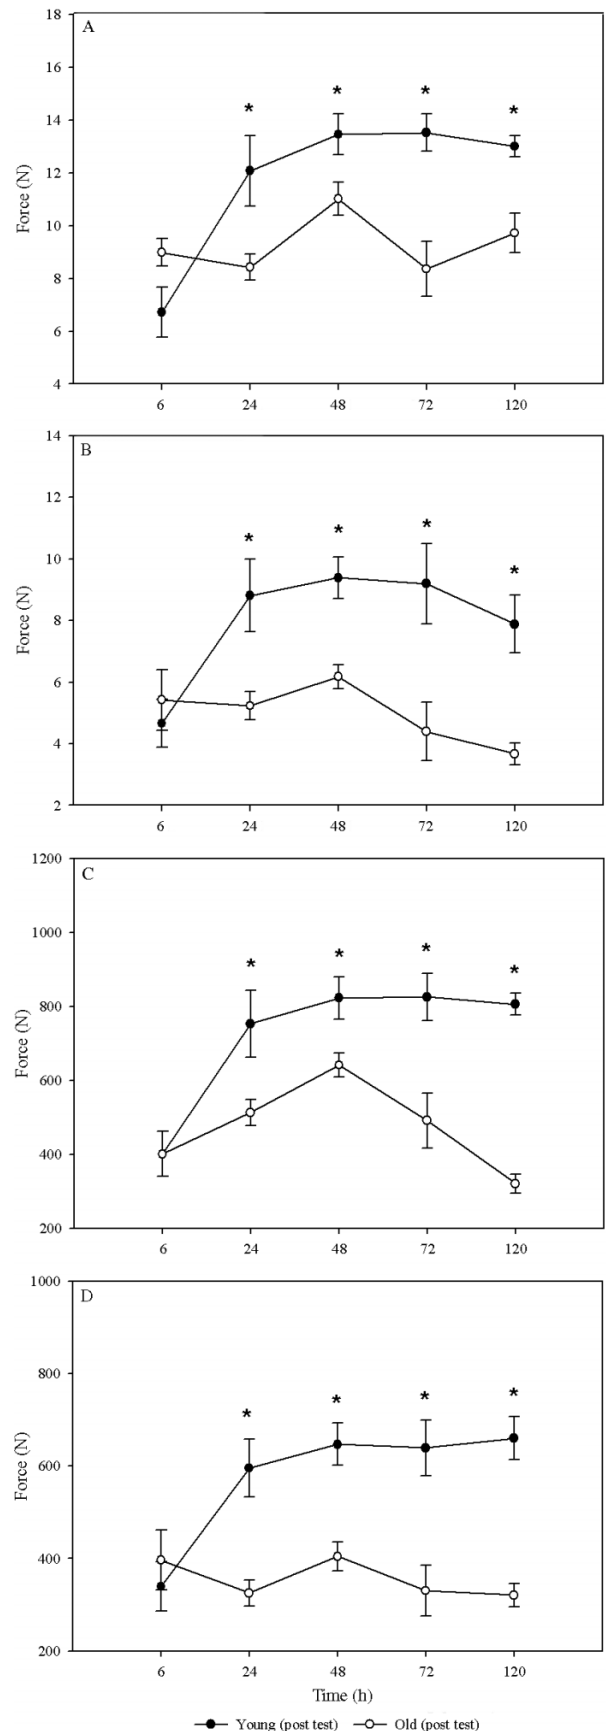 A
18
16
14
12
10
8
6
4
Force (N)
* * * *
6 24 48 72 120
B
14
12
10
8
6
4
2
Force (N)
* * * *
6 24 48 72 120
C
1200
1000
800
600
400
200
Force (N)
* * * *
6 24 48 72 120
D
1000
800
600
400
200
Force (N)
* * * *
6 24 48 72 120
Time (h)
Young (post test) Old (post test)